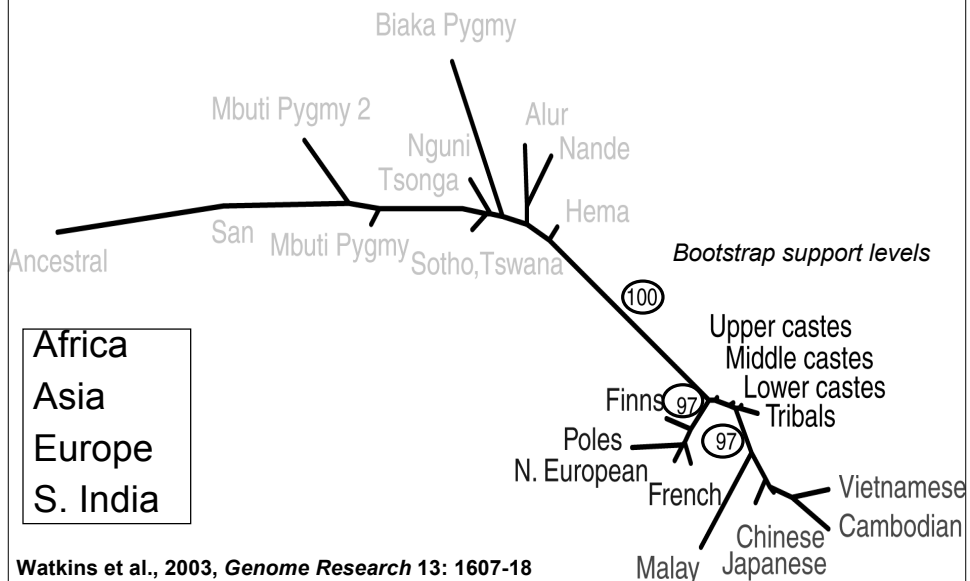 Biaka Pygmy
Mbuti Pygmy 2
Alur
Nguni
Nande
Tsonga
Hema
San
Mbuti Pygmy
Sotho,Tswana
Ancestral
Bootstrap support levels
100
Upper castes
Middle castes
Lower castes
Tribals
Africa
Asia
Europe
S. India
Finns
97
Poles
97
N. European
French
Vietnamese
Cambodian
Chinese
Japanese
Malay
Watkins et al., 2003, Genome Research 13: 1607-18